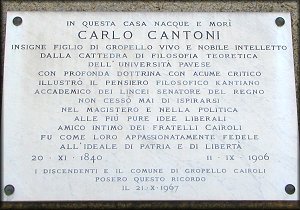 IN QUESTA CASA NACQUE E MORÌ
CARLO CANTONI
INSIGNE FIGLIO DI GROPELLO VIVO E NOBILE INTELLETTO
DALLA CATTEDRA DI FILOSOFIA TEORETICA
DELL'UNIVERSITÀ PAVESE
CON PROFONDA DOTTRINA CON ACUME CRITICO
ILLUSTRÒ IL PENSIERO FILOSOFICO KANTIANO
ACCADEMICO DEI LINCEI SENATORE DEL REGNO
NON CESSÒ MAI DI ISPIRARSI
NEL MAGISTERO E NELLA POLITICA
ALLE PIÙ PURE IDEE LIBERALI
AMICO INTIMO DEI FRATELLI CAIROLI
FU COME LORO APPASSIONATAMENTE FEDELE
ALL'IDEALE DI PATRIA E DI LIBERTÀ
20 - XI - 1840 11 - IX - 1906
I DISCENDENTI E IL COMUNE DI GROPELLO CAIROLI
POSERO QUESTO RICORDO
IL 21-X-1967